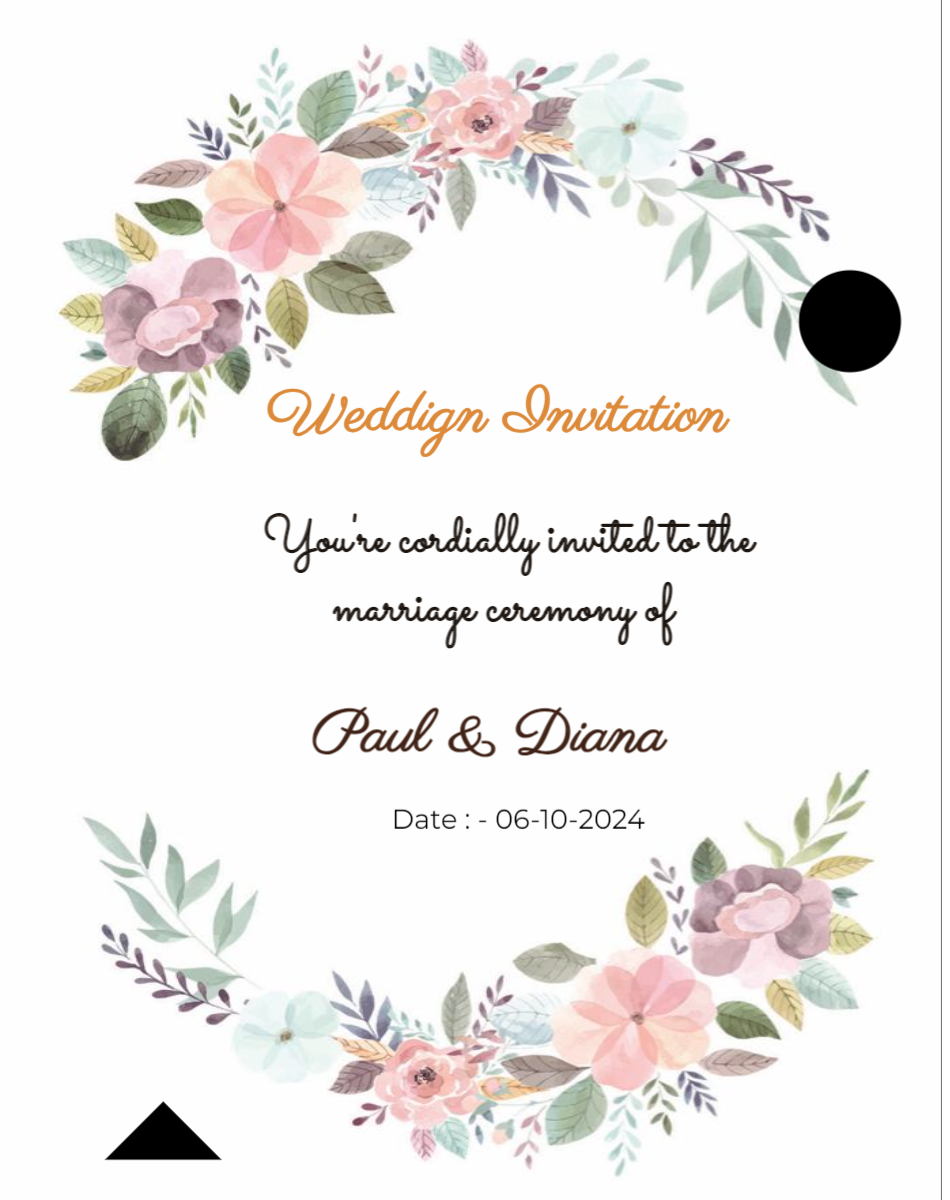 Weddign Invitation
You're cordially invited to the
marriage ceremony of
Paul & Diana
Date : - 06-10-2024